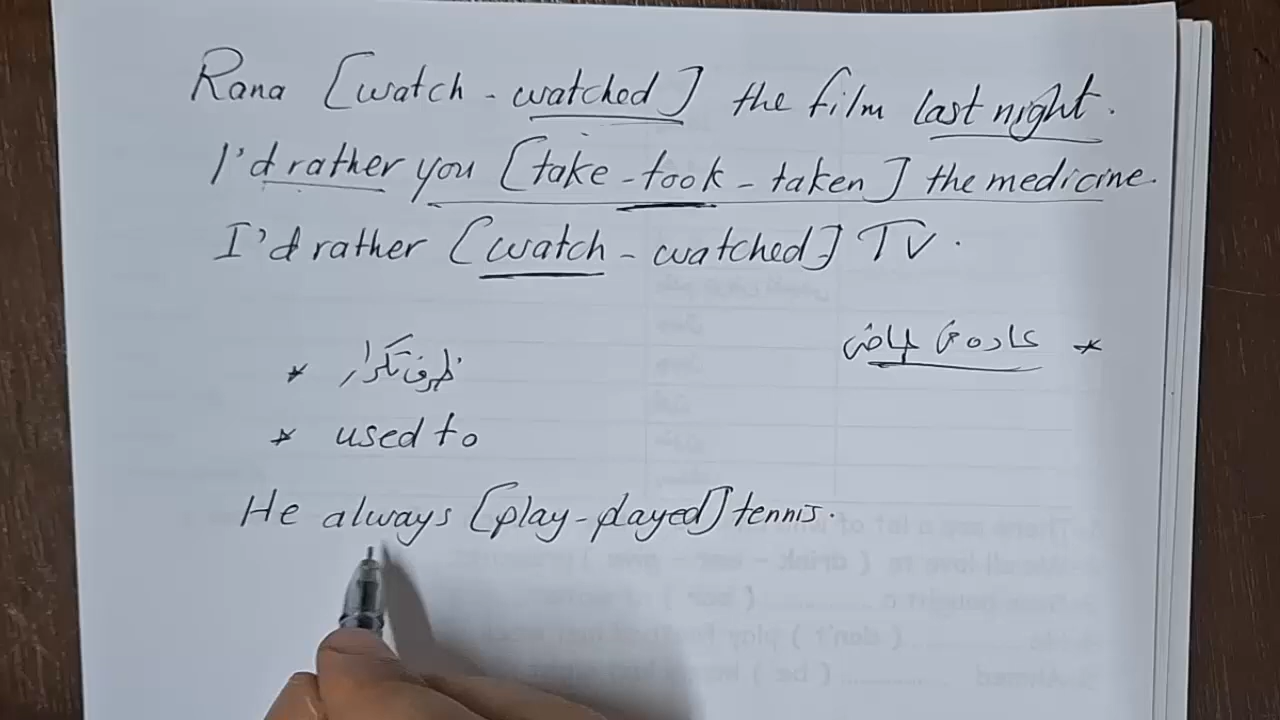 Rana [watch - watched] the film last night.
I'd rather you [take - took - taken] the medicine.
I'd rather [watch - watched] TV.
* عادة في الماضى
* ظرف تكرار
* used to
He always [play - played] tennis.